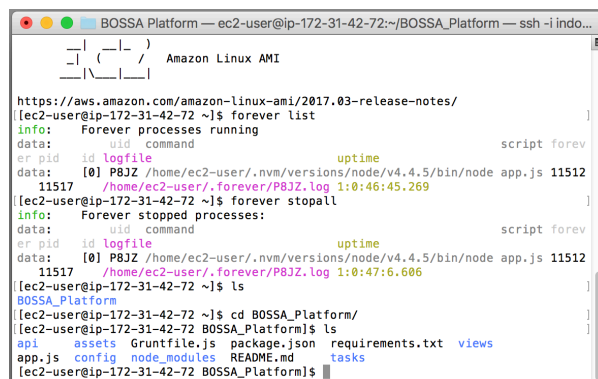 BOSSA Platform — ec2-user@ip-172-31-42-72:~/BOSSA_Platform — ssh -i indo...
__|  __|_  )
_|  (     /   Amazon Linux AMI
___|\___|___|
https://aws.amazon.com/amazon-linux-ami/2017.03-release-notes/
[[ec2-user@ip-172-31-42-72 ~]$ forever list ]
info:    Forever processes running
data:        uid  command                                         script forev
er pid   id logfile                          uptime
data:    [0] P8JZ /home/ec2-user/.nvm/versions/node/v4.4.5/bin/node app.js 11512
11517    /home/ec2-user/.forever/P8JZ.log 1:0:46:45.269
[[ec2-user@ip-172-31-42-72 ~]$ forever stopall ]
info:    Forever stopped processes:
data:        uid  command                                         script forev
er pid   id logfile                          uptime
data:    [0] P8JZ /home/ec2-user/.nvm/versions/node/v4.4.5/bin/node app.js 11512
11517    /home/ec2-user/.forever/P8JZ.log 1:0:47:6.606
[[ec2-user@ip-172-31-42-72 ~]$ ls ]
BOSSA_Platform
[[ec2-user@ip-172-31-42-72 ~]$ cd BOSSA_Platform/ ]
[[ec2-user@ip-172-31-42-72 BOSSA_Platform]$ ls ]
api     assets  Gruntfile.js  package.json  requirements.txt  views
app.js  config  node_modules  README.md     tasks
[ec2-user@ip-172-31-42-72 BOSSA_Platform]$